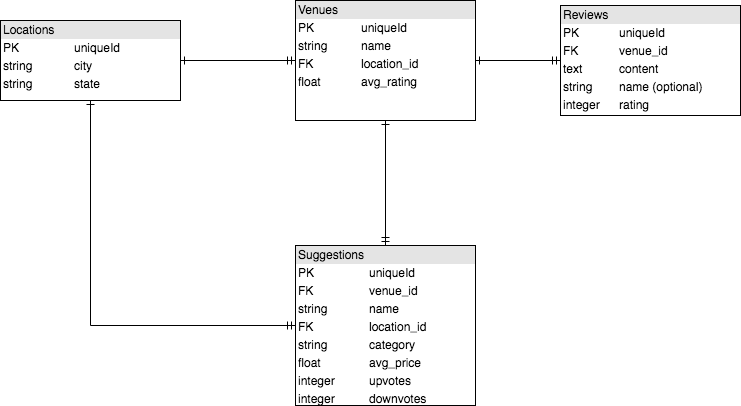 Locations
PK uniqueId
string city
string state
Venues
PK uniqueId
string name
FK location_id
float avg_rating
Reviews
PK uniqueId
FK venue_id
text content
string name (optional)
integer rating
Suggestions
PK uniqueId
FK venue_id
string name
FK location_id
string category
float avg_price
integer upvotes
integer downvotes